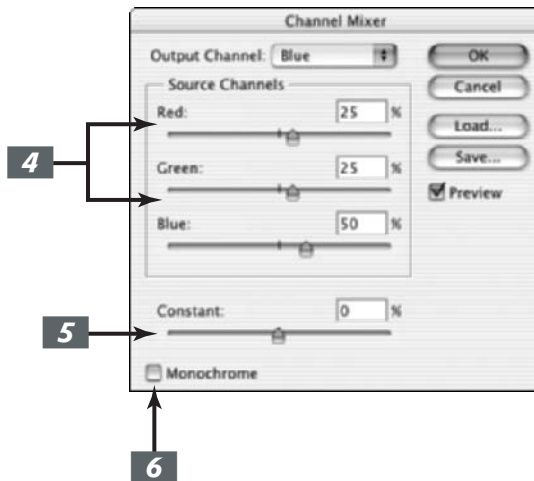 Channel Mixer
Output Channel: Blue
OK
Source Channels
Cancel
Red: 25 %
Load...
4
Green: 25 %
Save...
Preview
Blue: 50 %
Constant: 0 %
5
Monochrome
6